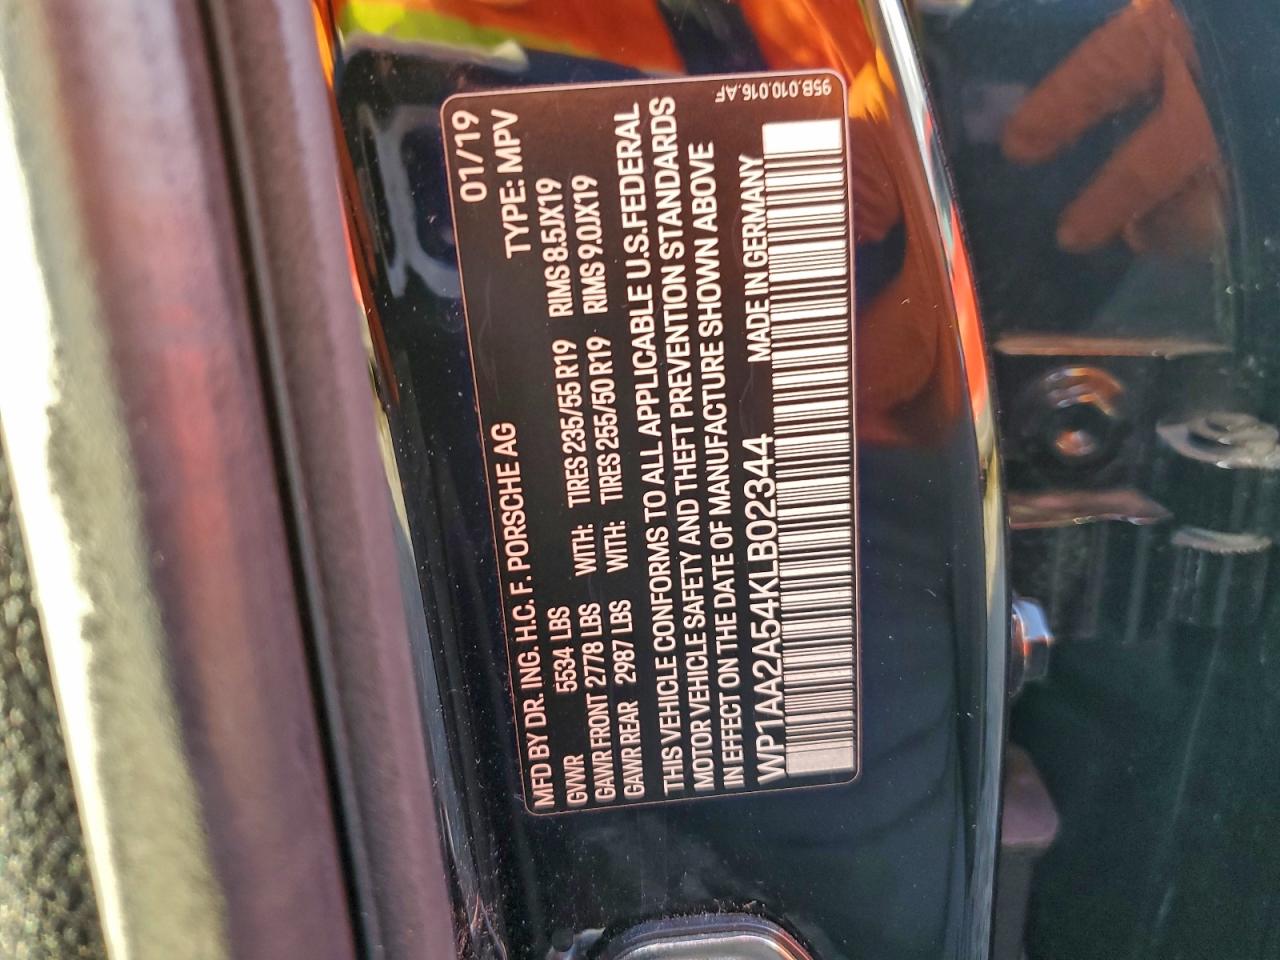 MFD BY DR. ING. H.C. F. PORSCHE AG 01/19
GVWR 5534 LBS TYPE: MPV
GAWR FRONT 2778 LBS WITH: TIRES 235/55 R19 RIMS 8.5JX19
GAWR REAR 2987 LBS WITH: TIRES 255/50 R19 RIMS 9.0JX19
THIS VEHICLE CONFORMS TO ALL APPLICABLE U.S.FEDERAL
MOTOR VEHICLE SAFETY AND THEFT PREVENTION STANDARDS
IN EFFECT ON THE DATE OF MANUFACTURE SHOWN ABOVE
WP1AA2A54KLB02344 MADE IN GERMANY
95B.010.016.AF